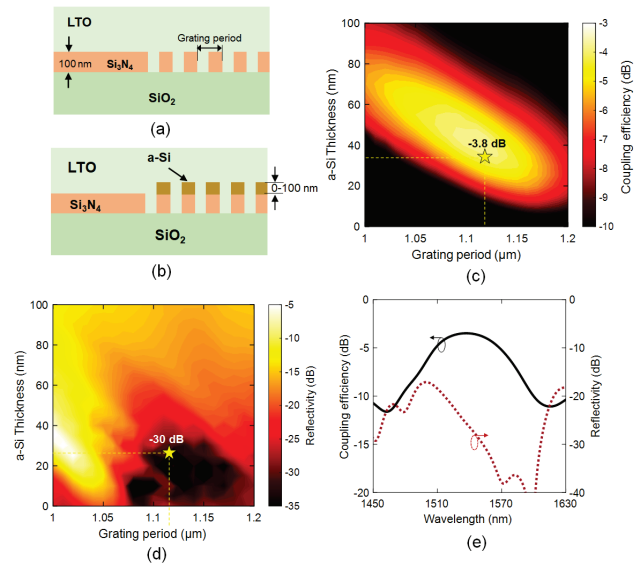 LTO
Grating period
100 nm
Si₃N₄
SiO₂
(a)
a-Si
LTO
0-100 nm
Si₃N₄
SiO₂
(b)
100
80
60
40
20
0
a-Si Thickness (nm)
-3.8 dB
1
1.05
1.1
1.15
1.2
Grating period (μm)
-3
-4
-5
-6
-7
-8
-9
-10
Coupling efficiency (dB)
(c)
100
80
60
40
20
0
a-Si Thickness (nm)
-30 dB
1
1.05
1.1
1.15
1.2
Grating period (μm)
-5
-10
-15
-20
-25
-30
-35
Reflectivity (dB)
(d)
0
-5
-10
-15
-20
Coupling efficiency (dB)
1450
1510
1570
1630
Wavelength (nm)
0
-10
-20
-30
-40
Reflectivity (dB)
(e)